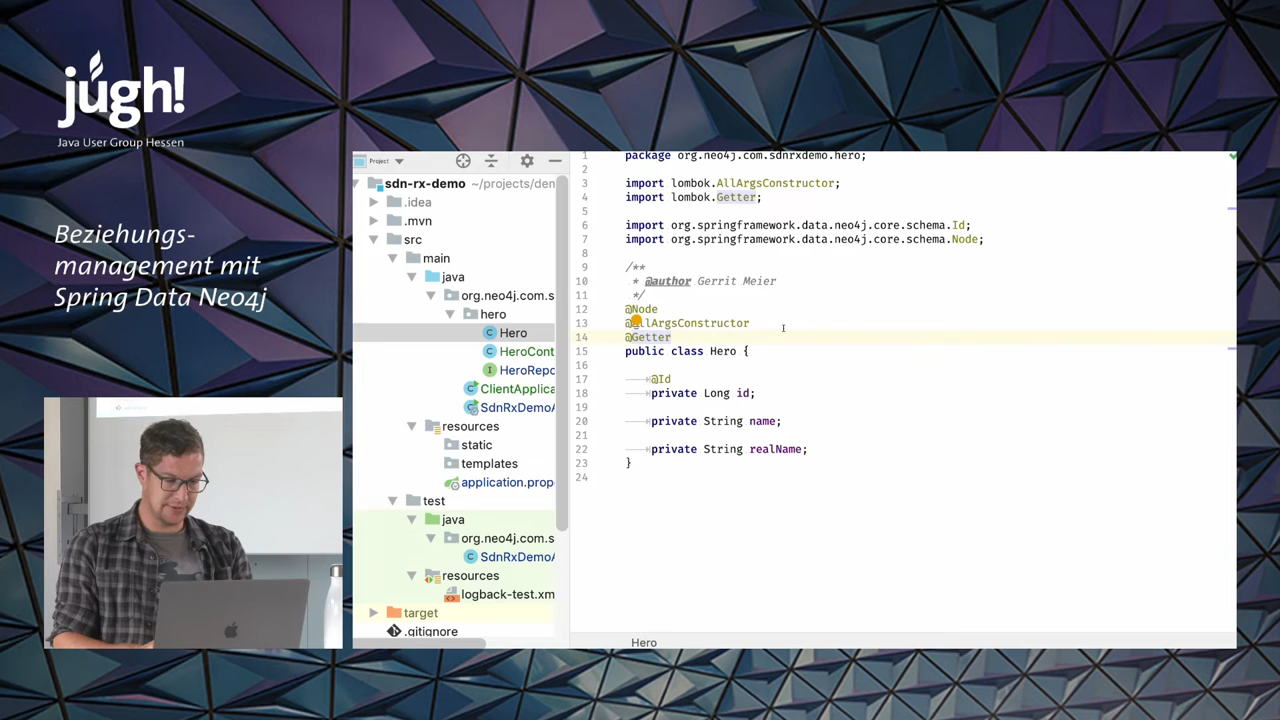 jugh!
Java User Group Hessen
Beziehungs-
management mit
Spring Data Neo4j
Project
sdn-rx-demo ~/projects/den
.idea
.mvn
src
main
java
org.neo4j.com.s
hero
Hero
HeroCont
HeroRepo
ClientApplica
SdnRxDemoA
resources
static
templates
application.prop
test
java
org.neo4j.com.s
SdnRxDemoA
resources
logback-test.xm
target
.gitignore
1 package org.neo4j.com.sdnrxdemo.hero;
2
3 import lombok.AllArgsConstructor;
4 import lombok.Getter;
5
6 import org.springframework.data.neo4j.core.schema.Id;
7 import org.springframework.data.neo4j.core.schema.Node;
8
9 /**
10 * @author Gerrit Meier
11 */
12 @Node
13 @AllArgsConstructor
14 @Getter
15 public class Hero {
16
17 @Id
18 private Long id;
19
20 private String name;
21
22 private String realName;
23 }
24
Hero